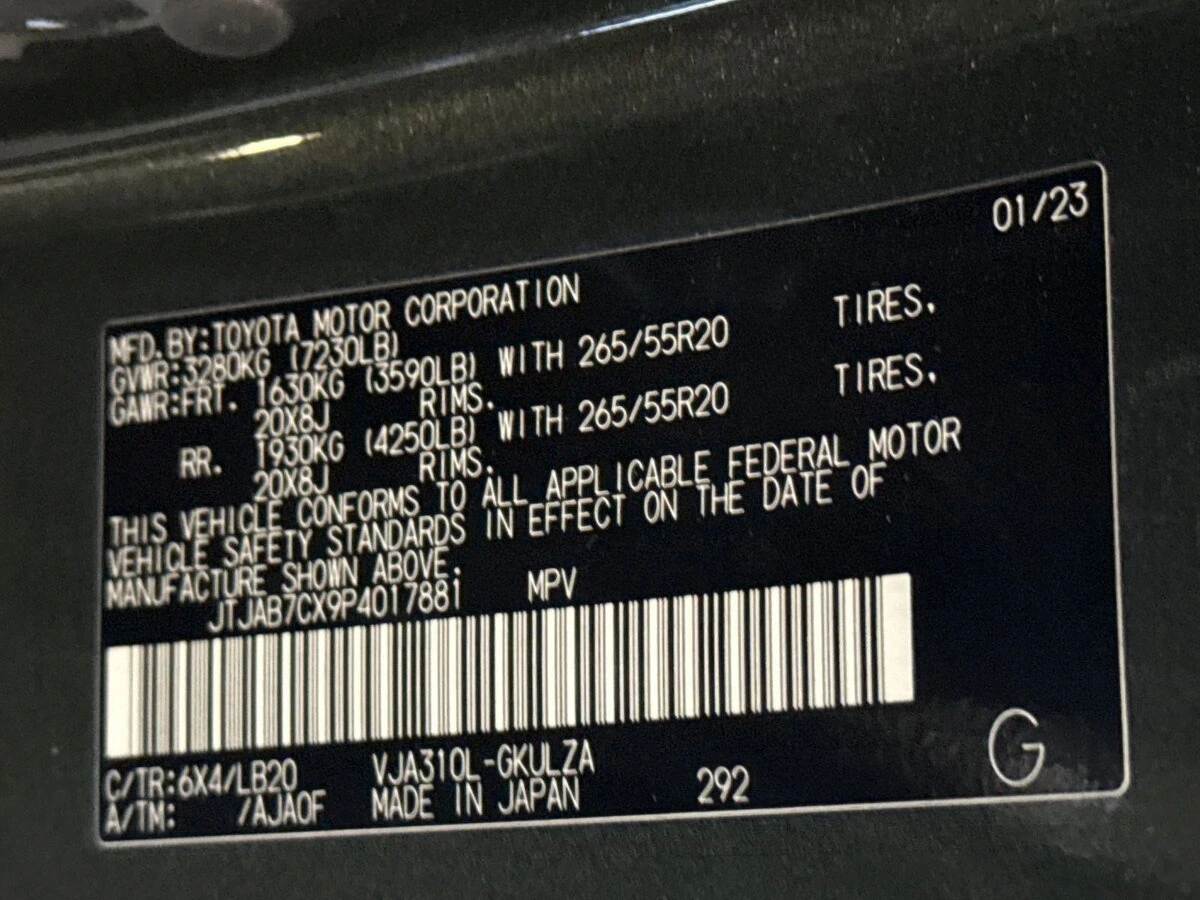 01/23
MFD.BY:TOYOTA MOTOR CORPORATION
GVWR:3280KG (7230LB)
GAWR:FRT. 1630KG (3590LB) WITH 265/55R20 TIRES.
20X8J RIMS.
RR. 1930KG (4250LB) WITH 265/55R20 TIRES.
20X8J RIMS.
THIS VEHICLE CONFORMS TO ALL APPLICABLE FEDERAL MOTOR
VEHICLE SAFETY STANDARDS IN EFFECT ON THE DATE OF
MANUFACTURE SHOWN ABOVE.
JTJAB7CX9P4017881 MPV
C/TR:6X4/LB20 VJA310L-GKULZA
A/TM: /AJA0F MADE IN JAPAN 292
G